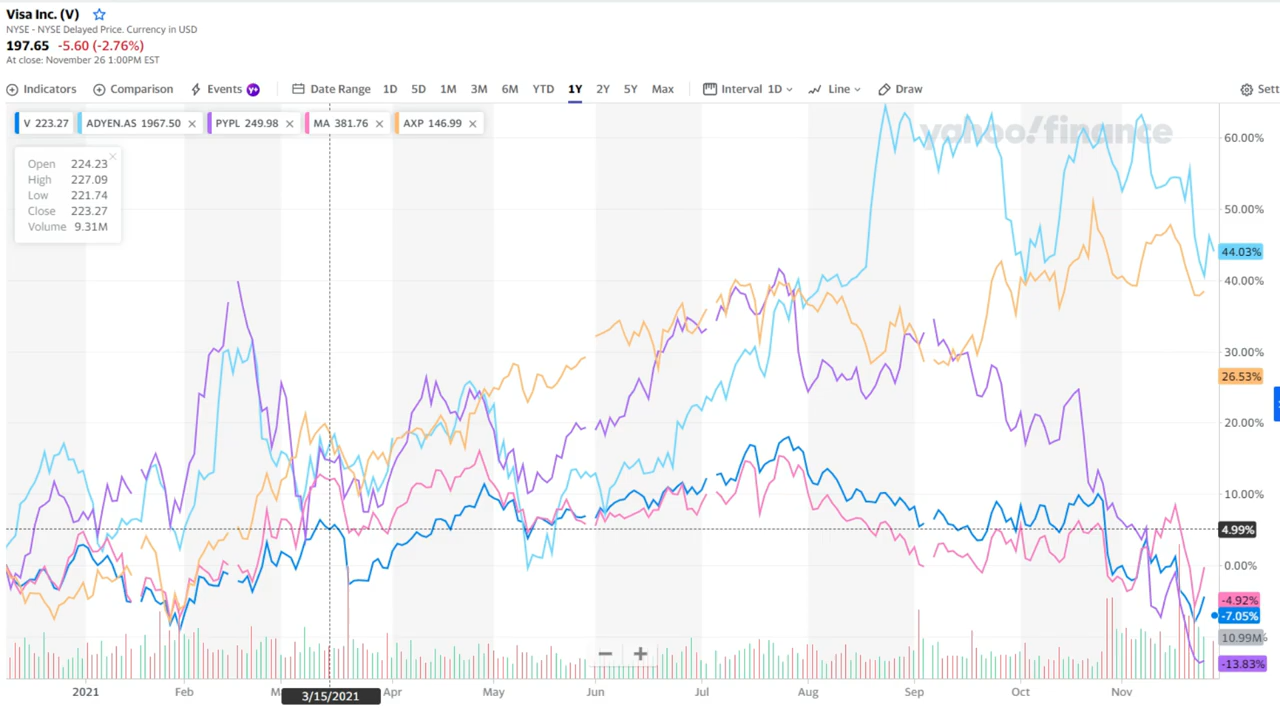 Visa Inc. (V)
NYSE - NYSE Delayed Price. Currency in USD
197.65 -5.60 (-2.76%)
At close: November 26 1:00PM EST
Indicators Comparison Events Y+ Date Range 1D 5D 1M 3M 6M YTD 1Y 2Y 5Y Max Interval 1D Line Draw Sett
V 223.27 ADYEN.AS 1967.50 PYPL 249.98 MA 381.76 AXP 146.99
yahoo!finance
Open 224.23
High 227.09
Low 221.74
Close 223.27
Volume 9.31M
60.00%
50.00%
44.03%
40.00%
30.00%
26.53%
20.00%
10.00%
4.99%
0.00%
-4.92%
-7.05%
10.99M
-13.83%
2021 Feb M 3/15/2021 Apr May Jun Jul Aug Sep Oct Nov